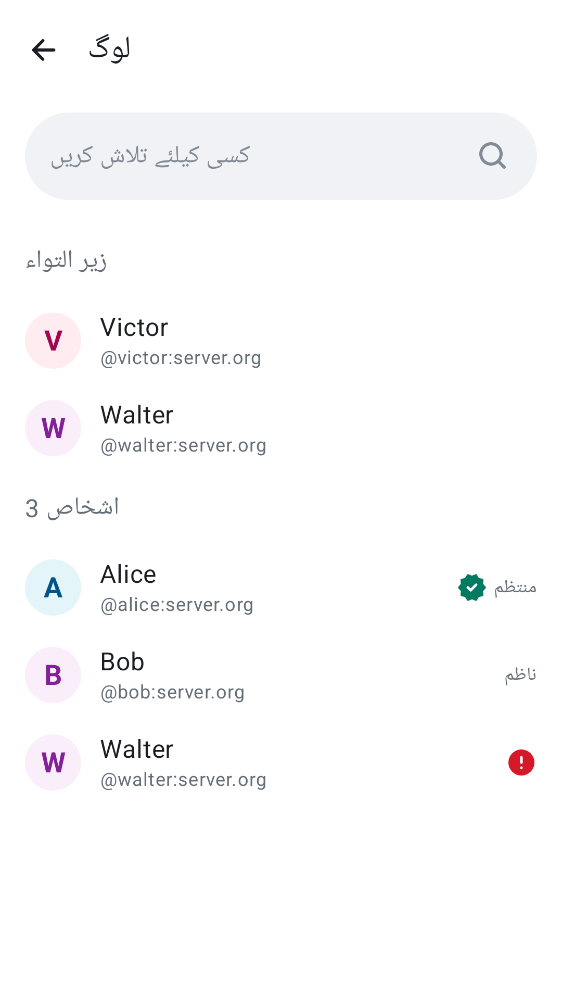 لوگ
کسی کیلئے تلاش کریں
زیر التواء
V
Victor
@victor:server.org
W
Walter
@walter:server.org
3 اشخاص
A
Alice
@alice:server.org
منتظم
B
Bob
@bob:server.org
ناظم
W
Walter
@walter:server.org